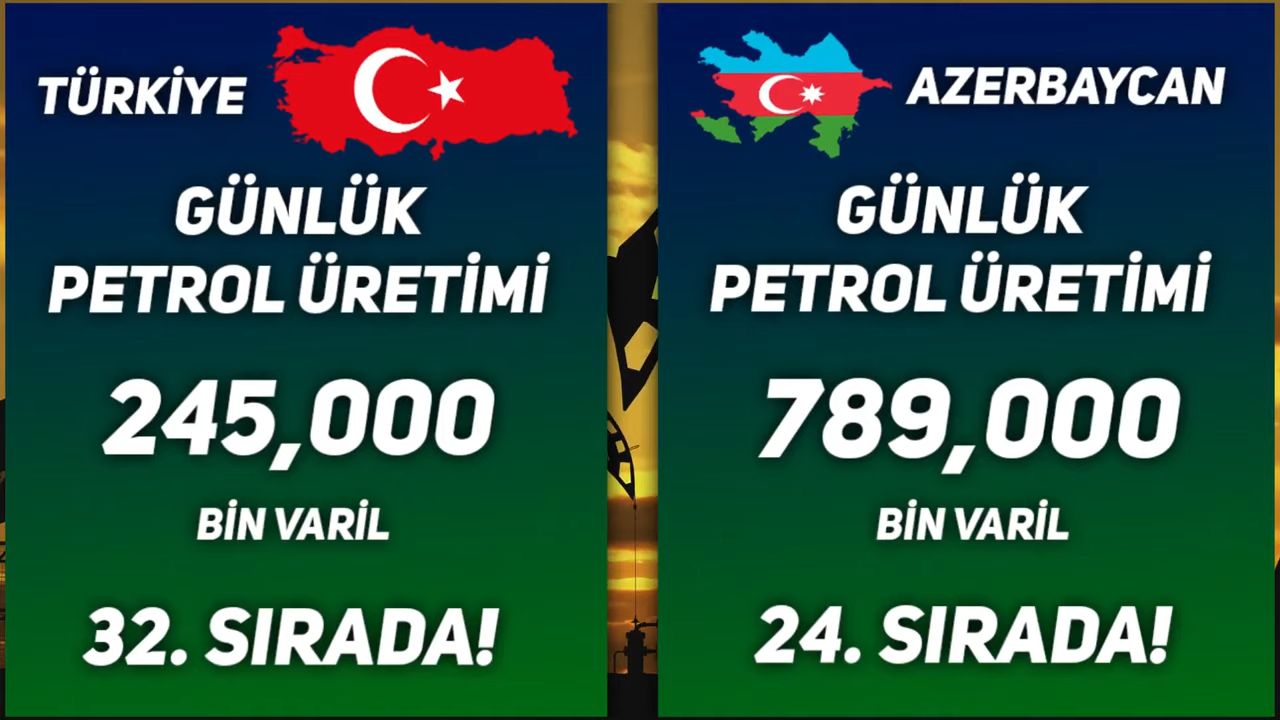 TÜRKİYE
GÜNLÜK
PETROL ÜRETİMİ
245,000
BİN VARİL
32. SIRADA!
AZERBAYCAN
GÜNLÜK
PETROL ÜRETİMİ
789,000
BİN VARİL
24. SIRADA!